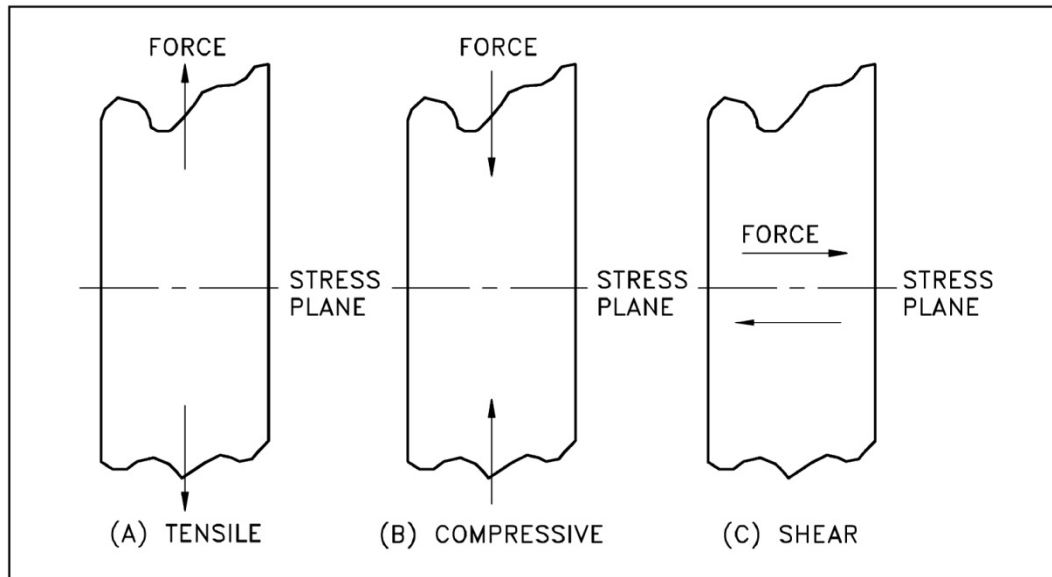 FORCE
FORCE
FORCE
STRESS
PLANE
STRESS
PLANE
STRESS
PLANE
(A) TENSILE
(B) COMPRESSIVE
(C) SHEAR